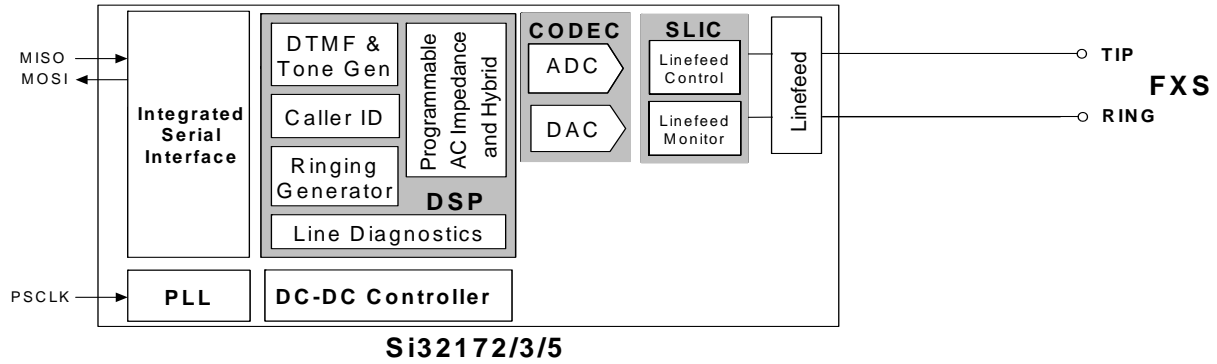 MISO
MOSI
Integrated
Serial
Interface
DTMF &
Tone Gen
Caller ID
Ringing
Generator
Programmable
AC Impedance
and Hybrid
DSP
Line Diagnostics
CODEC
ADC
DAC
SLIC
Linefeed
Control
Linefeed
Monitor
Linefeed
TIP
FXS
RING
PSCLK
PLL
DC-DC Controller
Si32172/3/5